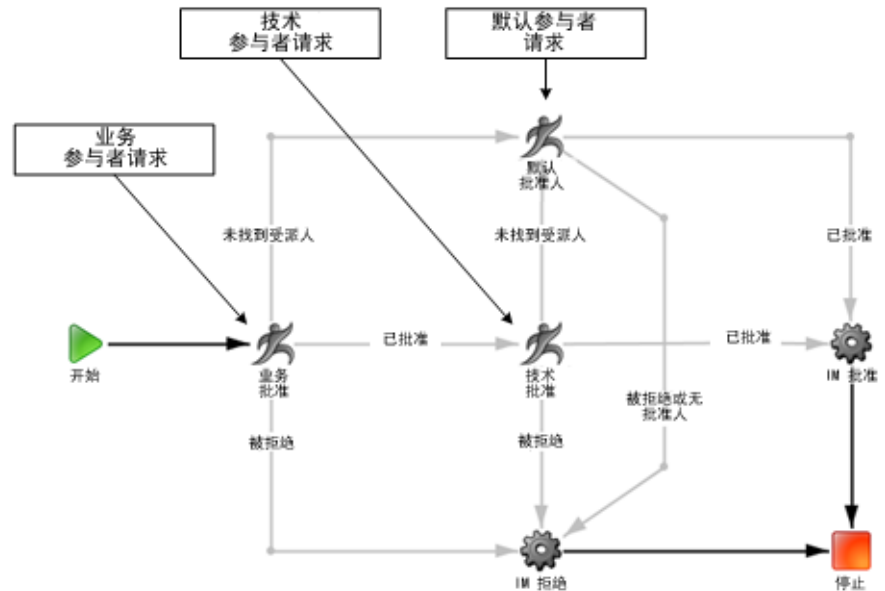 技术
参与者请求
默认参与者
请求
业务
参与者请求
默认
批准人
未找到受派人
未找到受派人
已批准
开始
已批准
已批准
业务
批准
技术
批准
IM 批准
被拒绝或无
批准人
被拒绝
被拒绝
IM 拒绝
停止